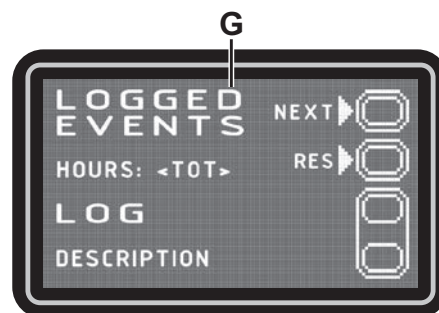 G
LOGGED
EVENTS
NEXT
HOURS: <TOT>
RES
LOG
DESCRIPTION